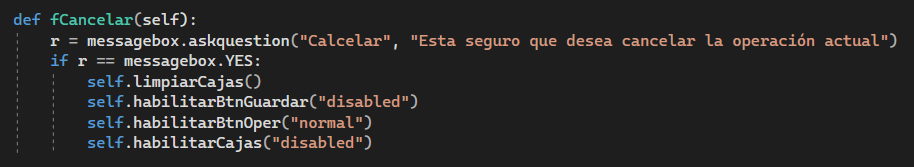 def fCancelar(self):
    r = messagebox.askquestion("Calcelar", "Esta seguro que desea cancelar la operación actual")
    if r == messagebox.YES:
        self.limpiarCajas()
        self.habilitarBtnGuardar("disabled")
        self.habilitarBtnOper("normal")
        self.habilitarCajas("disabled")